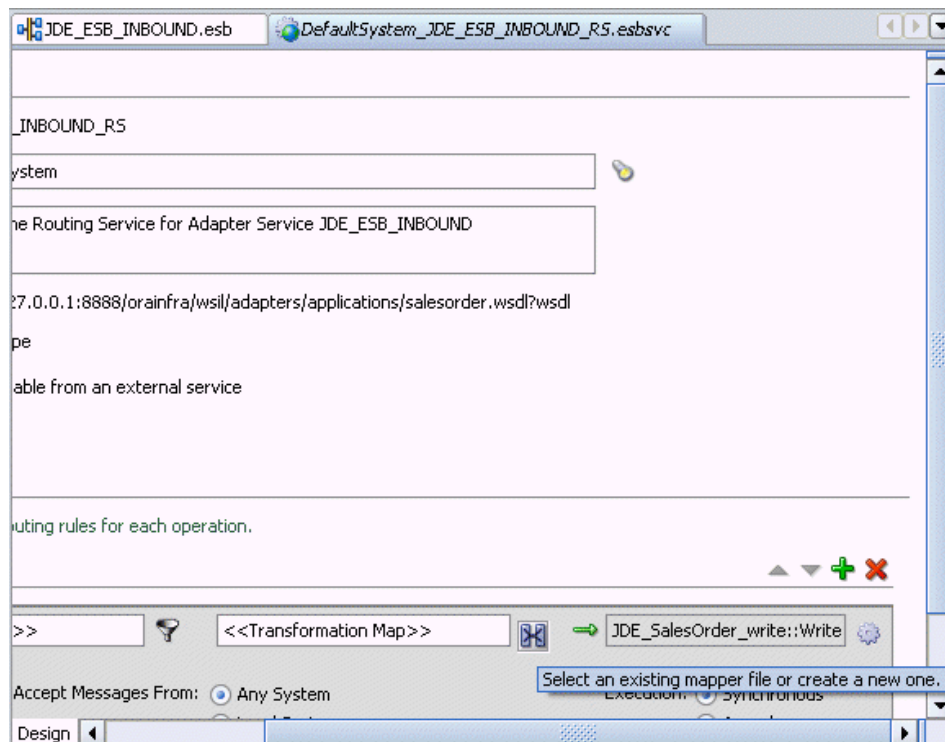 JDE_ESB_INBOUND.esb
DefaultSystem_JDE_ESB_INBOUND_RS.esbsvc
_INBOUND_RS
ystem
ne Routing Service for Adapter Service JDE_ESB_INBOUND
27.0.0.1:8888/orainfra/wsil/adapters/applications/salesorder.wsdl?wsdl
pe
able from an external service
uting rules for each operation.
>> <<Transformation Map>> JDE_SalesOrder_write::Write
Select an existing mapper file or create a new one.
Accept Messages From: Any System Execution: Synchronous
Design